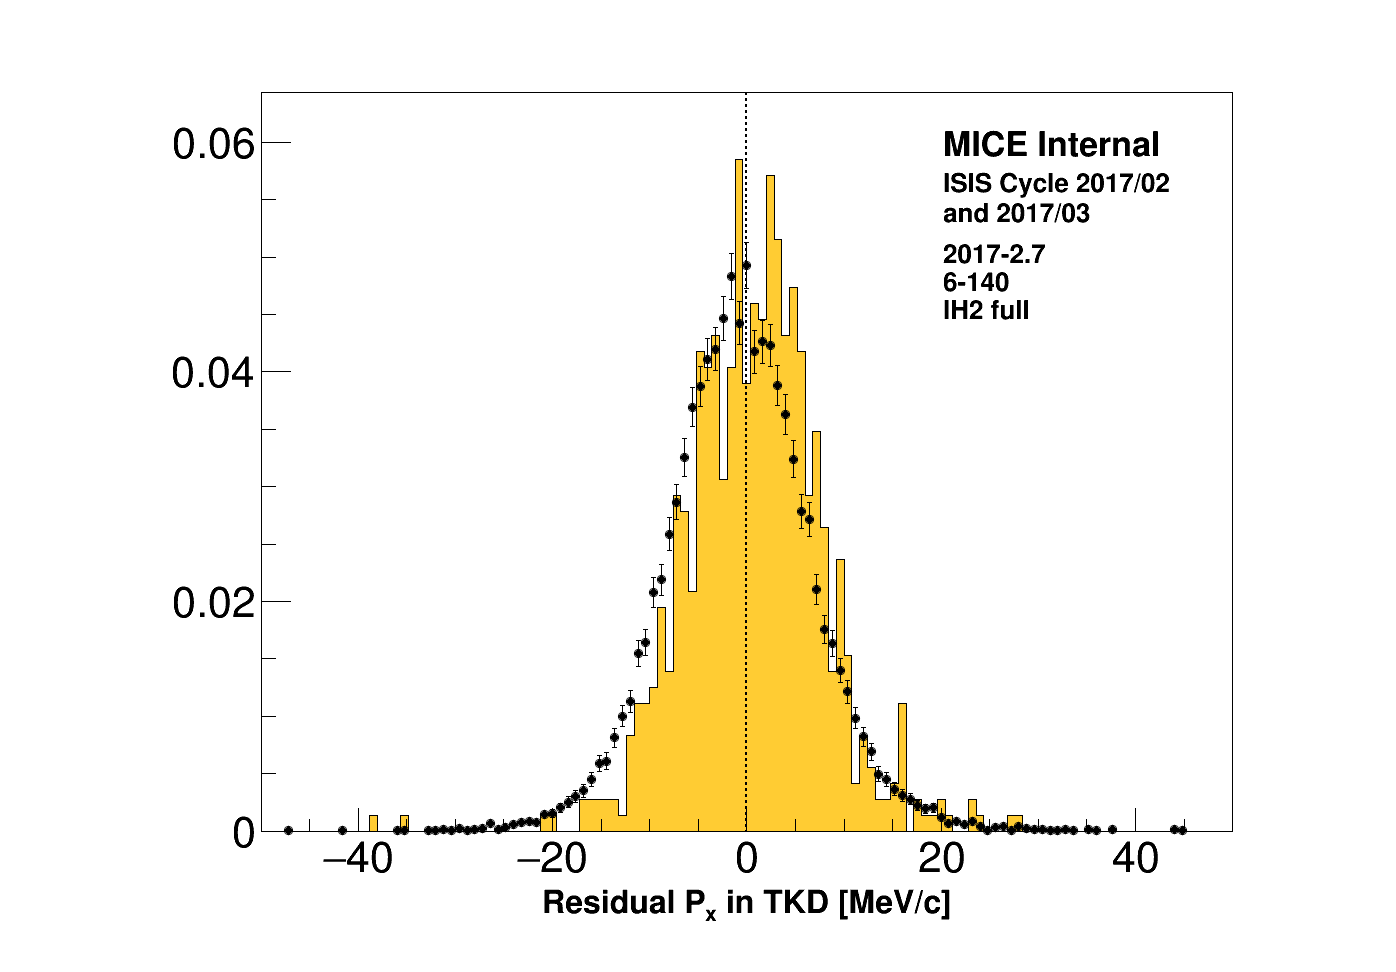 MICE Internal
ISIS Cycle 2017/02
and 2017/03
2017-2.7
6-140
IH2 full
0.06
0.04
0.02
0
−40 −20 0 20 40
Residual Px in TKD [MeV/c]